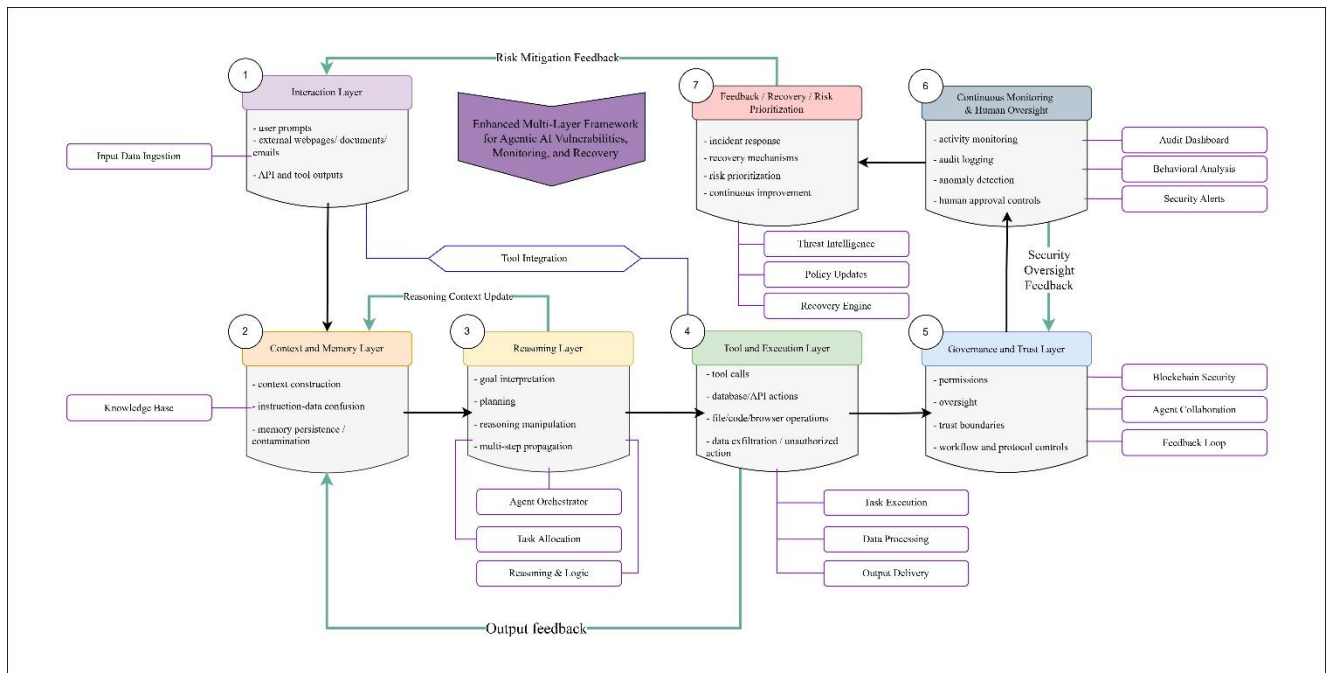 Risk Mitigation Feedback
1
Interaction Layer
- user prompts
- external webpages/ documents/
emails
- API and tool outputs
Input Data Ingestion
Enhanced Multi-Layer Framework
for Agentic AI Vulnerabilities,
Monitoring, and Recovery
7
Feedback / Recovery / Risk
Prioritization
- incident response
- recovery mechanisms
- risk prioritization
- continuous improvement
Threat Intelligence
Policy Updates
Recovery Engine
6
Continuous Monitoring
& Human Oversight
- activity monitoring
- audit logging
- anomaly detection
- human approval controls
Audit Dashboard
Behavioral Analysis
Security Alerts
Security
Oversight
Feedback
Tool Integration
Reasoning Context Update
2
Context and Memory Layer
- context construction
- instruction-data confusion
- memory persistence /
contamination
Knowledge Base
3
Reasoning Layer
- goal interpretation
- planning
- reasoning manipulation
- multi-step propagation
Agent Orchestrator
Task Allocation
Reasoning & Logic
4
Tool and Execution Layer
- tool calls
- database/API actions
- file/code/browser operations
- data exfiltration / unauthorized
action
Task Execution
Data Processing
Output Delivery
5
Governance and Trust Layer
- permissions
- oversight
- trust boundaries
- workflow and protocol controls
Blockchain Security
Agent Collaboration
Feedback Loop
Output feedback